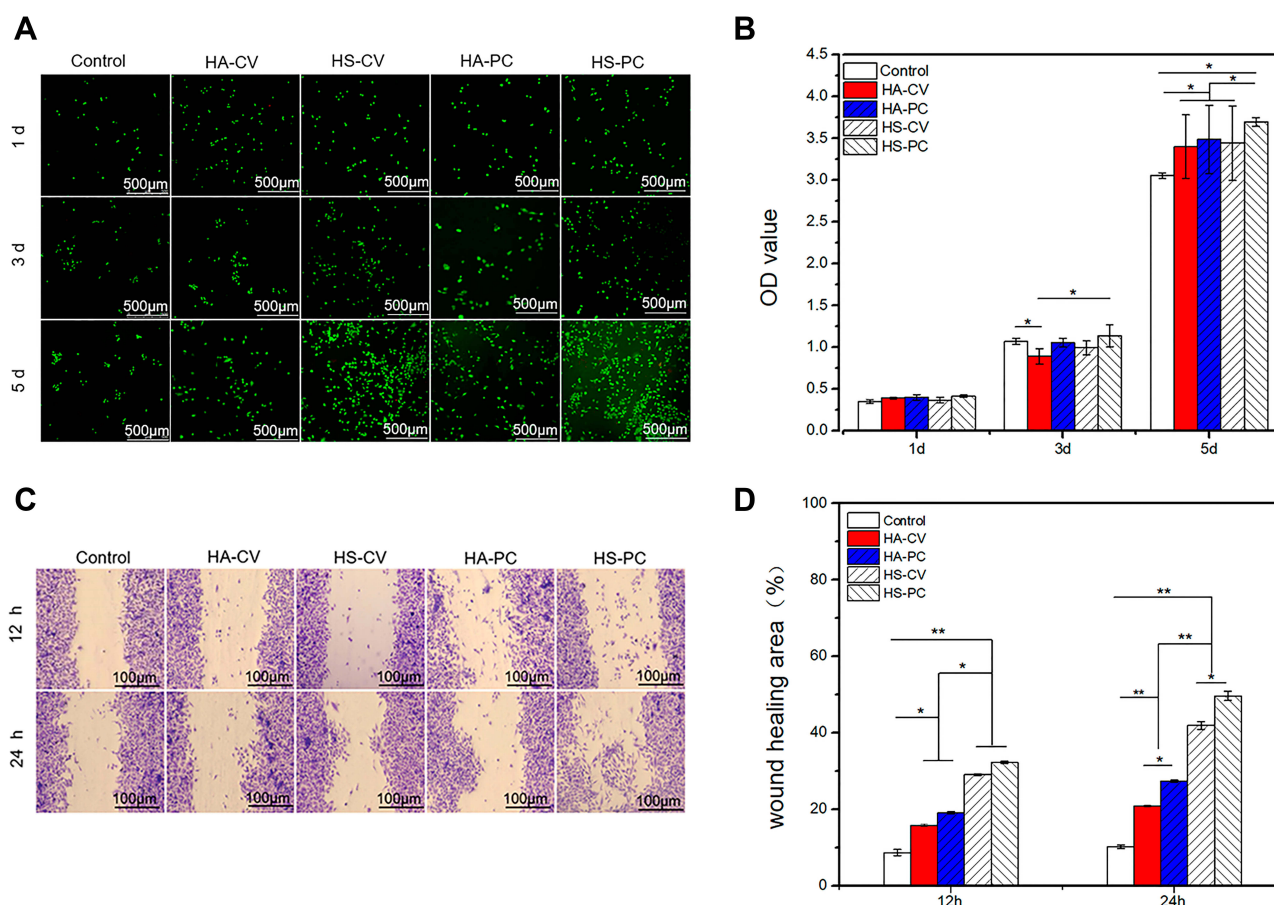 A
Control HA-CV HS-CV HA-PC HS-PC
1 d
500μm 500μm 500μm 500μm 500μm
3 d
500μm 500μm 500μm 500μm 500μm
5 d
500μm 500μm 500μm 500μm 500μm
B
OD value
4.5
4.0
3.5
3.0
2.5
2.0
1.5
1.0
0.5
0.0
Control
HA-CV
HA-PC
HS-CV
HS-PC
* *
* *
* *
1d 3d 5d
C
Control HA-CV HS-CV HA-PC HS-PC
12 h
100μm 100μm 100μm 100μm 100μm
24 h
100μm 100μm 100μm 100μm 100μm
D
wound healing area (%)
100
80
60
40
20
0
Control
HA-CV
HA-PC
HS-CV
HS-PC
**
*
*
**
**
**
*
*
12h 24h